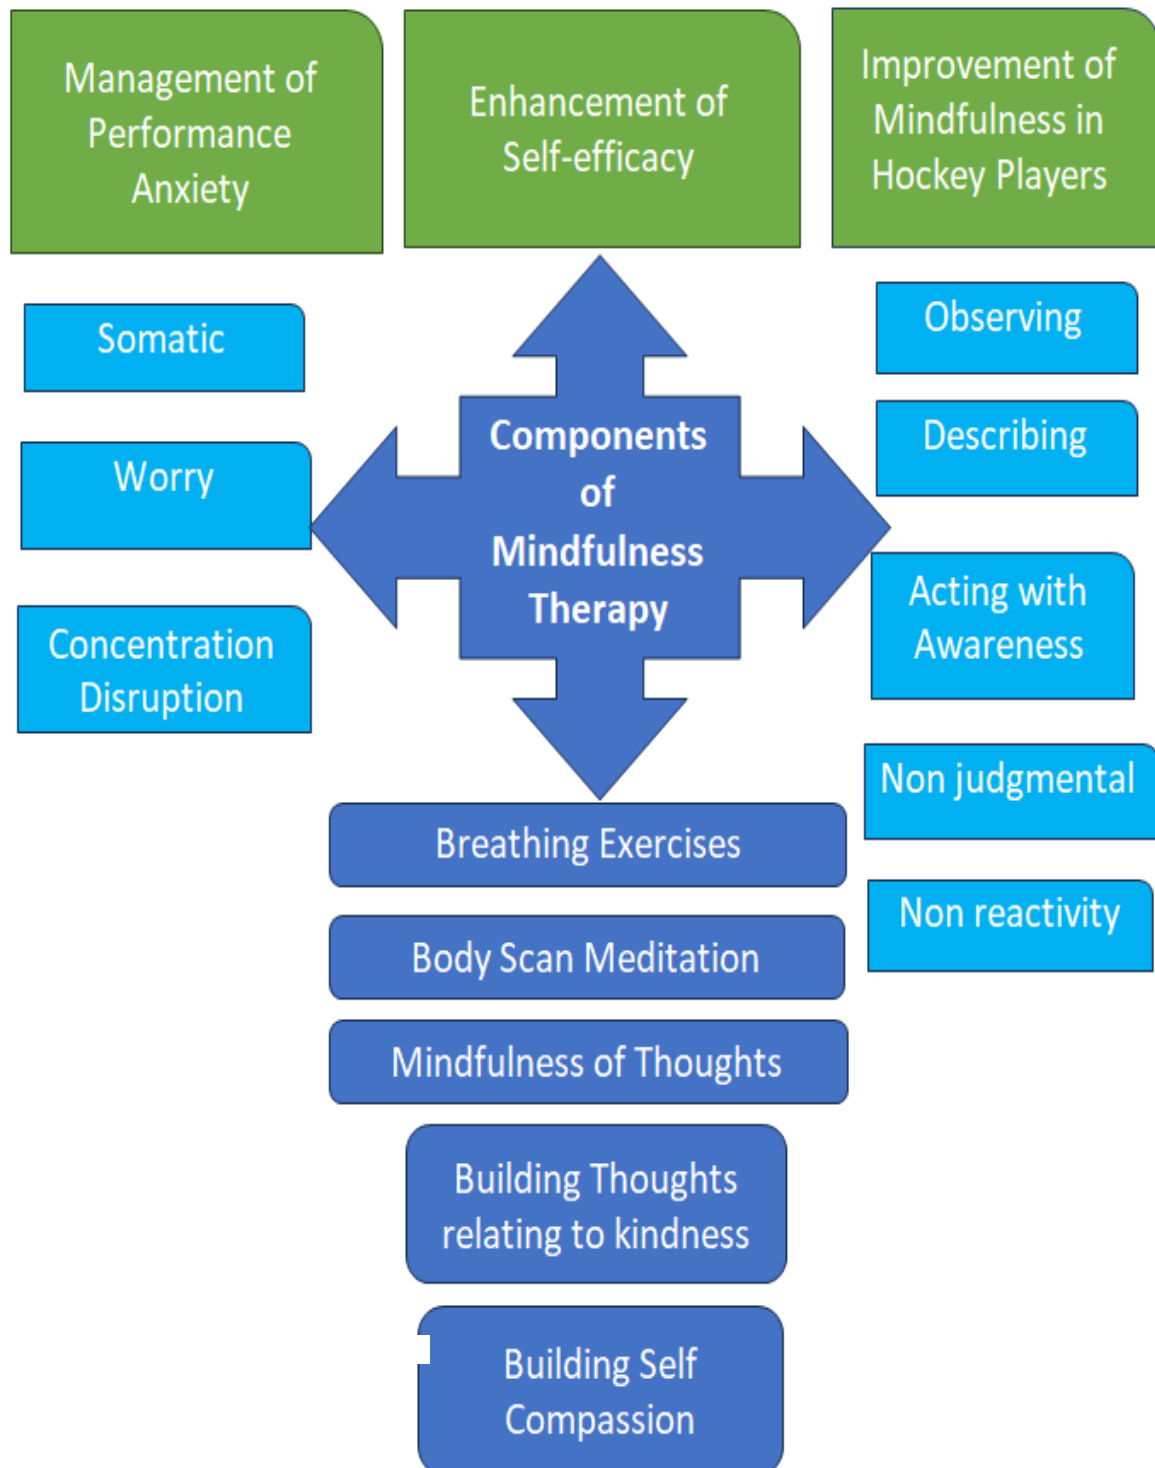 Management of
Performance
Anxiety
Enhancement of
Self-efficacy
Improvement of
Mindfulness in
Hockey Players
Somatic
Worry
Concentration
Disruption
Components
of
Mindfulness
Therapy
Observing
Describing
Acting with
Awareness
Non judgmental
Non reactivity
Breathing Exercises
Body Scan Meditation
Mindfulness of Thoughts
Building Thoughts
relating to kindness
Building Self
Compassion